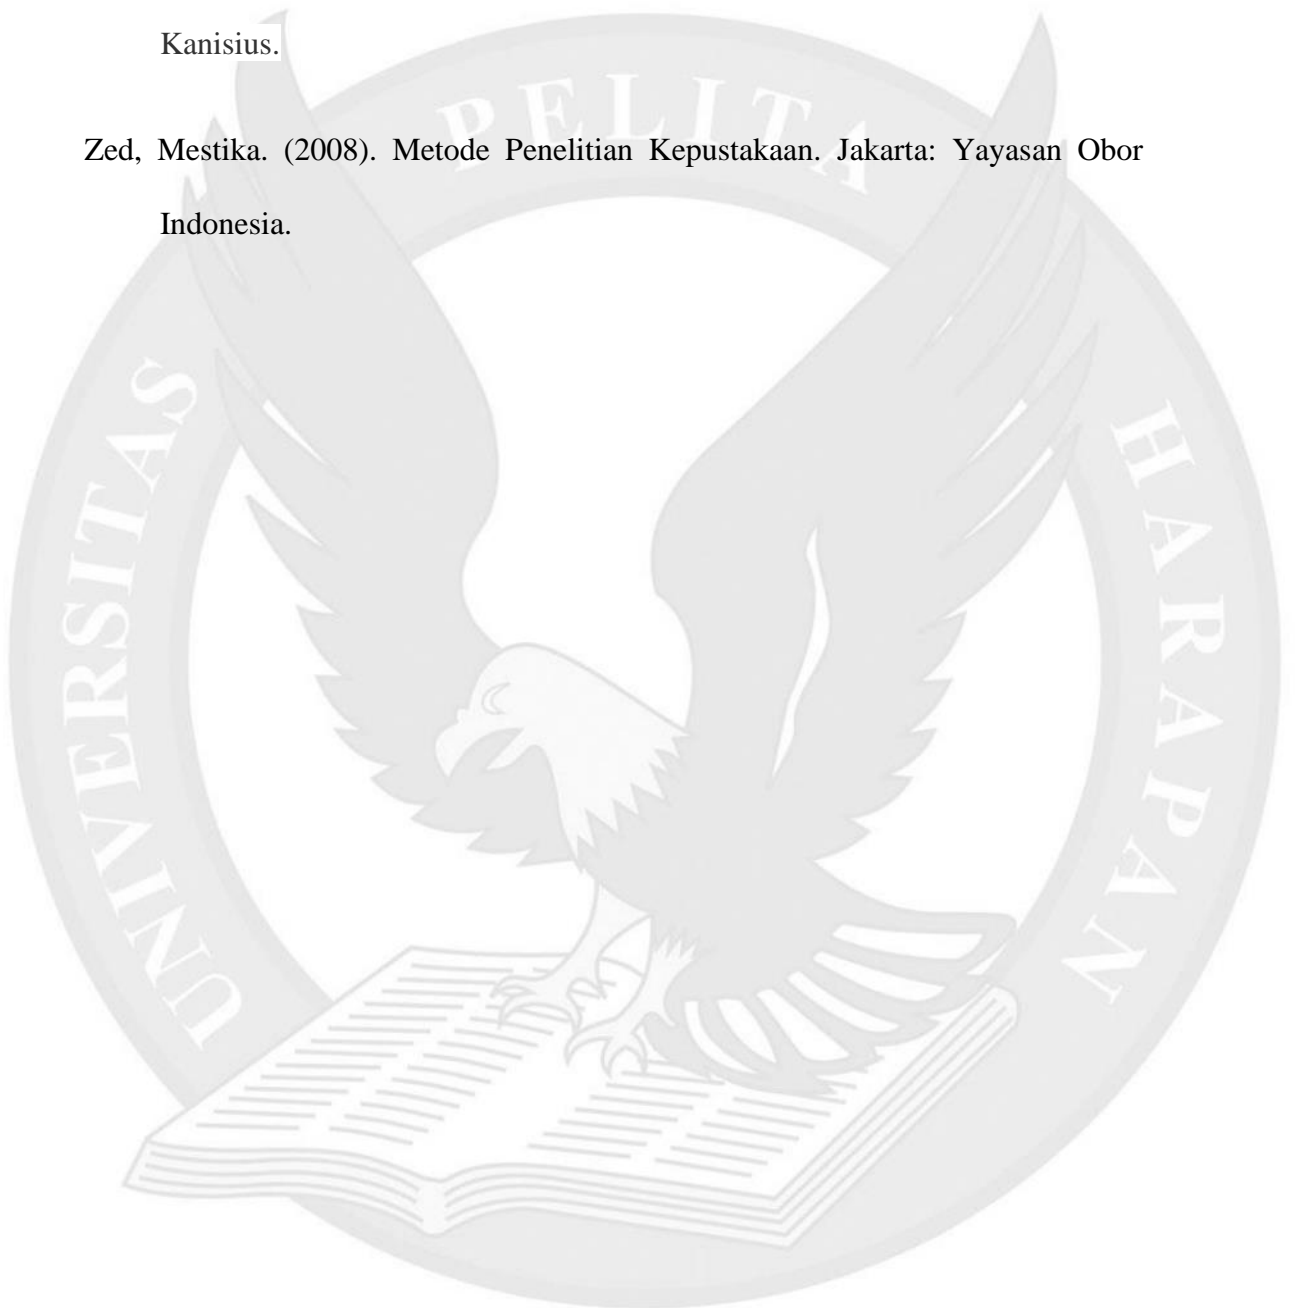 Kanisius.
PELITA
Zed, Mestika. (2008). Metode Penelitian Kepustakaan. Jakarta: Yayasan Obor
Indonesia.
UNIVERSITAS
HARAPAN